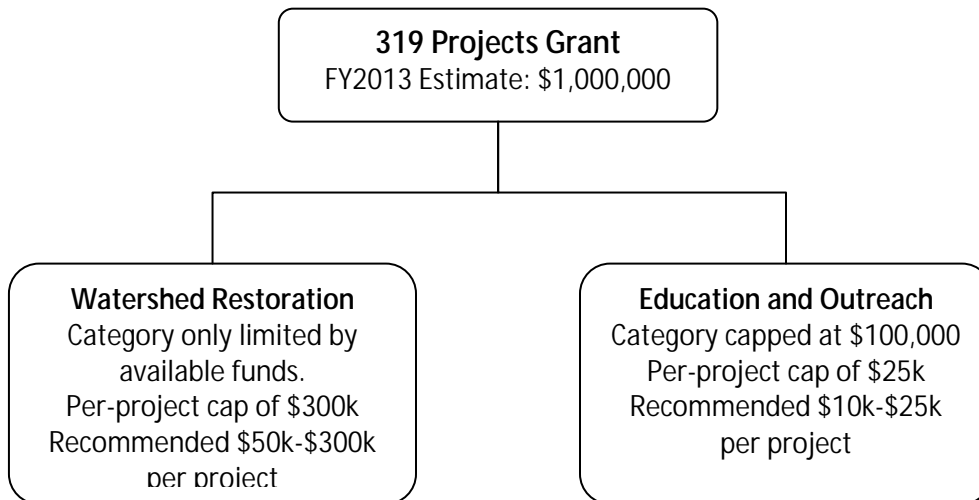 319 Projects Grant
FY2013 Estimate: $1,000,000
Watershed Restoration
Category only limited by
available funds.
Per-project cap of $300k
Recommended $50k-$300k
per project
Education and Outreach
Category capped at $100,000
Per-project cap of $25k
Recommended $10k-$25k
per project